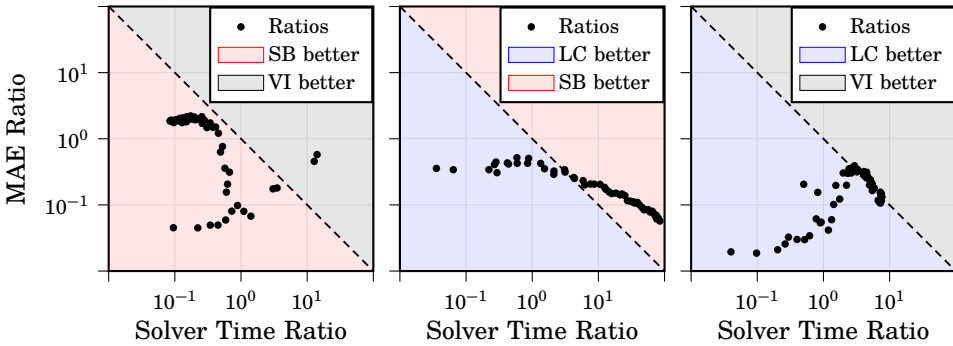 MAE Ratio
10^1
10^0
10^{-1}
Ratios
SB better
VI better
10^{-1}
10^0
10^1
Solver Time Ratio
Ratios
LC better
SB better
10^{-1}
10^0
10^1
Solver Time Ratio
Ratios
LC better
VI better
10^{-1}
10^0
10^1
Solver Time Ratio